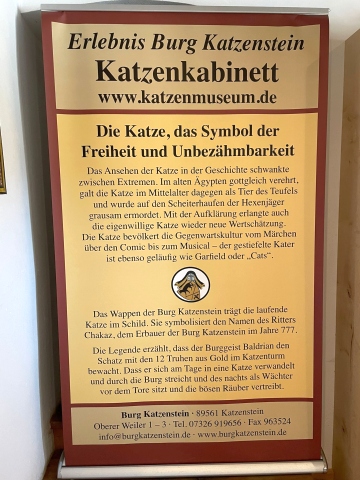 Erlebnis Burg Katzenstein
Katzenkabinett
www.katzenmuseum.de
Die Katze, das Symbol der
Freiheit und Unbezähmbarkeit
Das Ansehen der Katze in der Geschichte schwankte
zwischen Extremen. Im alten Ägypten gottgleich verehrt,
galt die Katze im Mittelalter dagegen als Tier des Teufels
und wurde auf den Scheiterhaufen der Hexenjäger
grausam ermordet. Mit der Aufklärung erlangte auch
die eigenwillige Katze wieder neue Wertschätzung.
Die Katze bevölkert die Gegenwartskultur vom Märchen
über den Comic bis zum Musical – der gestiefelte Kater
ist ebenso geläufig wie Garfield oder „Cats“.
Das Wappen der Burg Katzenstein trägt die laufende
Katze im Schild. Sie symbolisiert den Namen des Ritters
Chakaz, dem Erbauer der Burg Katzenstein im Jahre 777.
Die Legende erzählt, dass der Burggeist Baldrian den
Schatz mit den 12 Truhen aus Gold im Katzenturm
bewacht. Dass er sich am Tage in eine Katze verwandelt
und durch die Burg streicht und des nachts als Wächter
vor dem Tore sitzt und die bösen Räuber vertreibt.
Burg Katzenstein · 89561 Katzenstein
Oberer Weiler 1 – 3 · Tel. 07326 919656 · Fax 963524
info@burgkatzenstein.de · www.burgkatzenstein.de